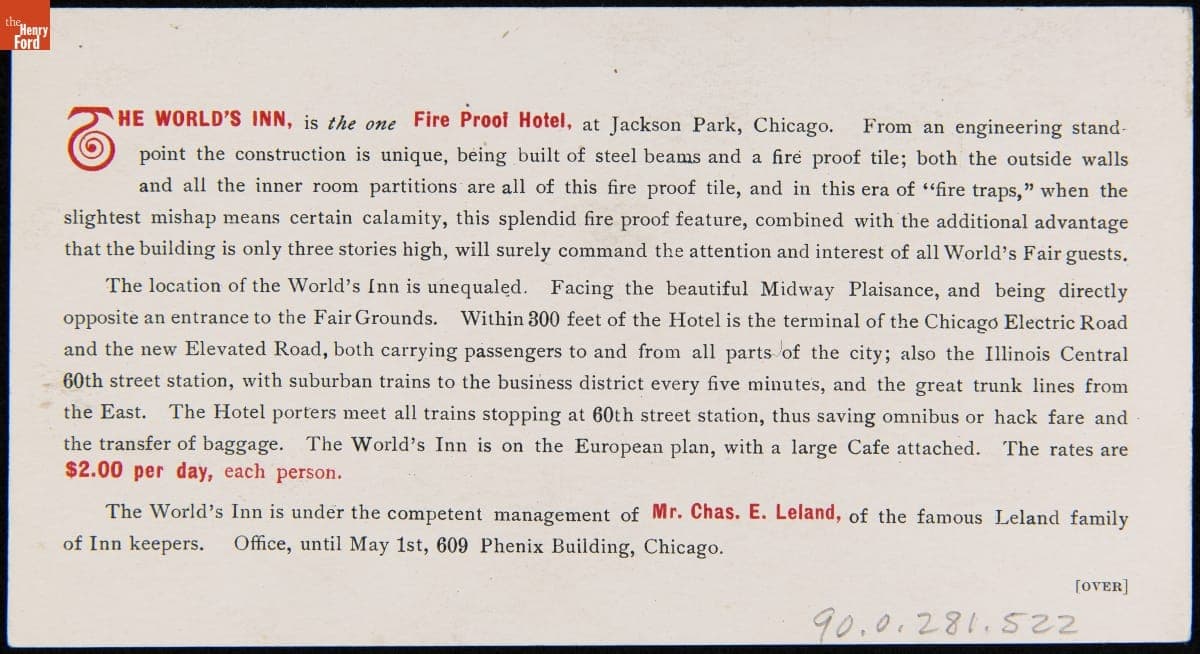 the
Henry
Ford
THE WORLD'S INN, is the one Fire Proof Hotel, at Jackson Park, Chicago. From an engineering stand-
point the construction is unique, being built of steel beams and a fire proof tile; both the outside walls
and all the inner room partitions are all of this fire proof tile, and in this era of “fire traps,” when the
slightest mishap means certain calamity, this splendid fire proof feature, combined with the additional advantage
that the building is only three stories high, will surely command the attention and interest of all World's Fair guests.
The location of the World's Inn is unequaled. Facing the beautiful Midway Plaisance, and being directly
opposite an entrance to the Fair Grounds. Within 300 feet of the Hotel is the terminal of the Chicago Electric Road
and the new Elevated Road, both carrying passengers to and from all parts of the city; also the Illinois Central
60th street station, with suburban trains to the business district every five minutes, and the great trunk lines from
the East. The Hotel porters meet all trains stopping at 60th street station, thus saving omnibus or hack fare and
the transfer of baggage. The World's Inn is on the European plan, with a large Cafe attached. The rates are
$2.00 per day, each person.
The World's Inn is under the competent management of Mr. Chas. E. Leland, of the famous Leland family
of Inn keepers. Office, until May 1st, 609 Phenix Building, Chicago.
[OVER]
90.0.281.522